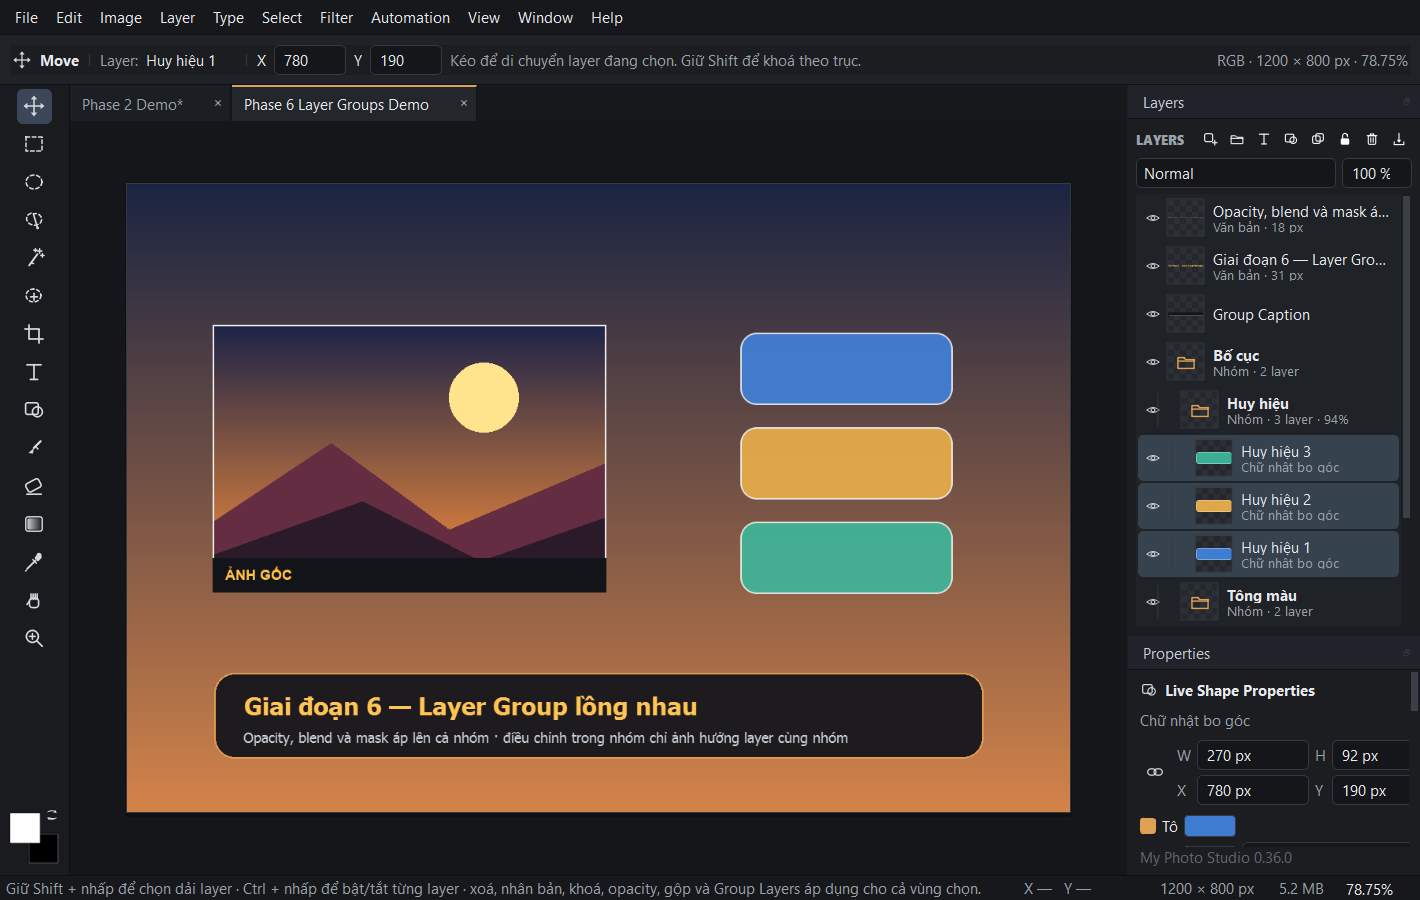 File Edit Image Layer Type Select Filter Automation View Window Help
Move Layer: Huy hiệu 1 X 780 Y 190 Kéo để di chuyển layer đang chọn. Giữ Shift để khoá theo trục. RGB · 1200 × 800 px · 78.75%
Phase 2 Demo* × Phase 6 Layer Groups Demo ×
Layers
LAYERS
Normal 100 %
Opacity, blend và mask á...
Văn bản · 18 px
Giai đoạn 6 — Layer Gro...
Văn bản · 31 px
Group Caption
Bố cục
Nhóm · 2 layer
Huy hiệu
Nhóm · 3 layer · 94%
Huy hiệu 3
Chữ nhật bo góc
Huy hiệu 2
Chữ nhật bo góc
Huy hiệu 1
Chữ nhật bo góc
Tông màu
Nhóm · 2 layer
ẢNH GỐC
Giai đoạn 6 — Layer Group lồng nhau
Opacity, blend và mask áp lên cả nhóm · điều chỉnh trong nhóm chỉ ảnh hưởng layer cùng nhóm
Properties
Live Shape Properties
Chữ nhật bo góc
W 270 px H 92 px
X 780 px Y 190 px
Tô
My Photo Studio 0.36.0
Giữ Shift + nhấp để chọn dải layer · Ctrl + nhấp để bật/tắt từng layer · xoá, nhân bản, khoá, opacity, gộp và Group Layers áp dụng cho cả vùng chọn. X — Y — 1200 × 800 px 5.2 MB 78.75%